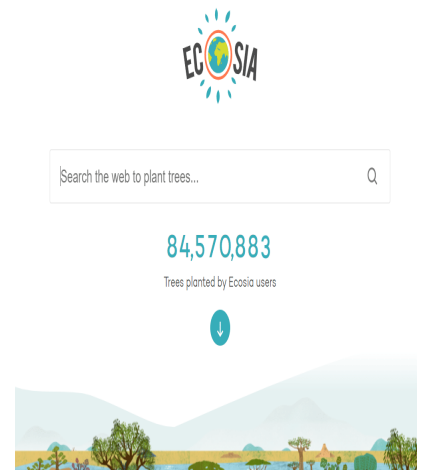 ECOSIA
Search the web to plant trees...
84,570,883
Trees planted by Ecosia users